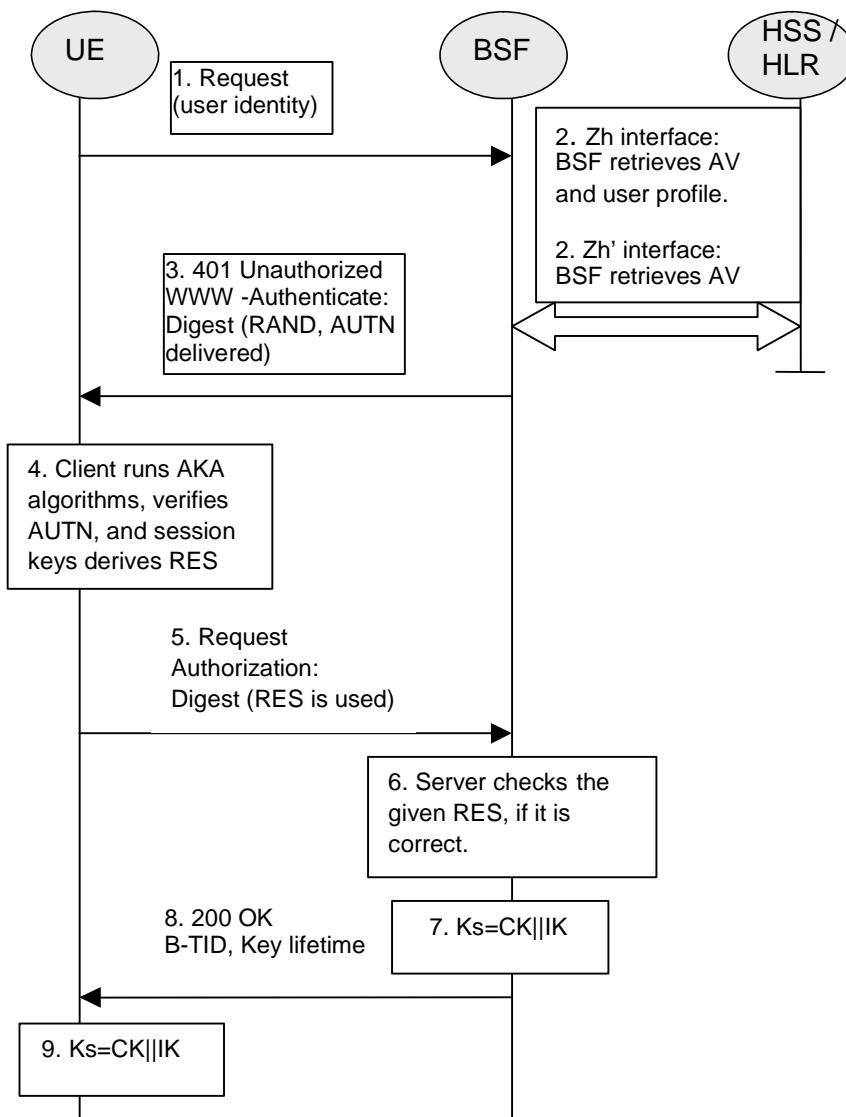 UE
BSF
HSS /
HLR
1. Request
(user identity)
2. Zh interface:
BSF retrieves AV
and user profile.
2. Zh’ interface:
BSF retrieves AV
3. 401 Unauthorized
WWW -Authenticate:
Digest (RAND, AUTN
delivered)
4. Client runs AKA
algorithms, verifies
AUTN, and session
keys derives RES
5. Request
Authorization:
Digest (RES is used)
6. Server checks the
given RES, if it is
correct.
7. Ks=CK||IK
8. 200 OK
B-TID, Key lifetime
9. Ks=CK||IK